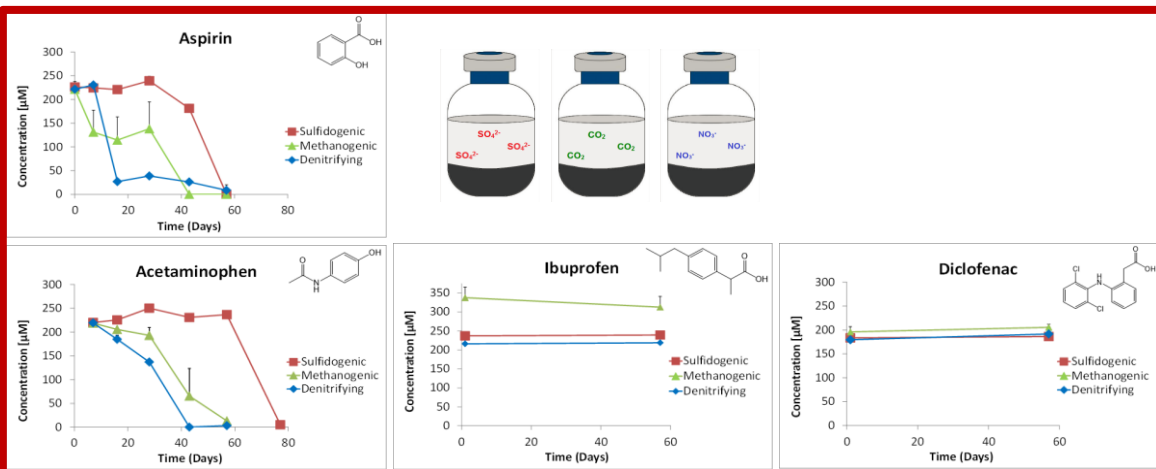 Aspirin
O
OH
OH
300
250
200
150
100
50
0
Concentration [µM]
Sulfidogenic
Methanogenic
Denitrifying
0 20 40 60 80
Time (Days)
SO₄²⁻
SO₄²⁻
SO₄²⁻
CO₂
CO₂
CO₂
NO₃⁻
NO₃⁻
NO₃⁻
Acetaminophen
O
N
H
OH
300
250
200
150
100
50
0
Concentration [µM]
Sulfidogenic
Methanogenic
Denitrifying
0 20 40 60 80
Time (Days)
Ibuprofen
O
OH
350
300
250
200
150
100
50
0
Concentration [µM]
Sulfidogenic
Methanogenic
Denitrifying
0 20 40 60
Time (Days)
Diclofenac
O
OH
Cl
H
N
Cl
300
250
200
150
100
50
0
Concentration [µM]
Sulfidogenic
Methanogenic
Denitrifying
0 20 40 60
Time (Days)